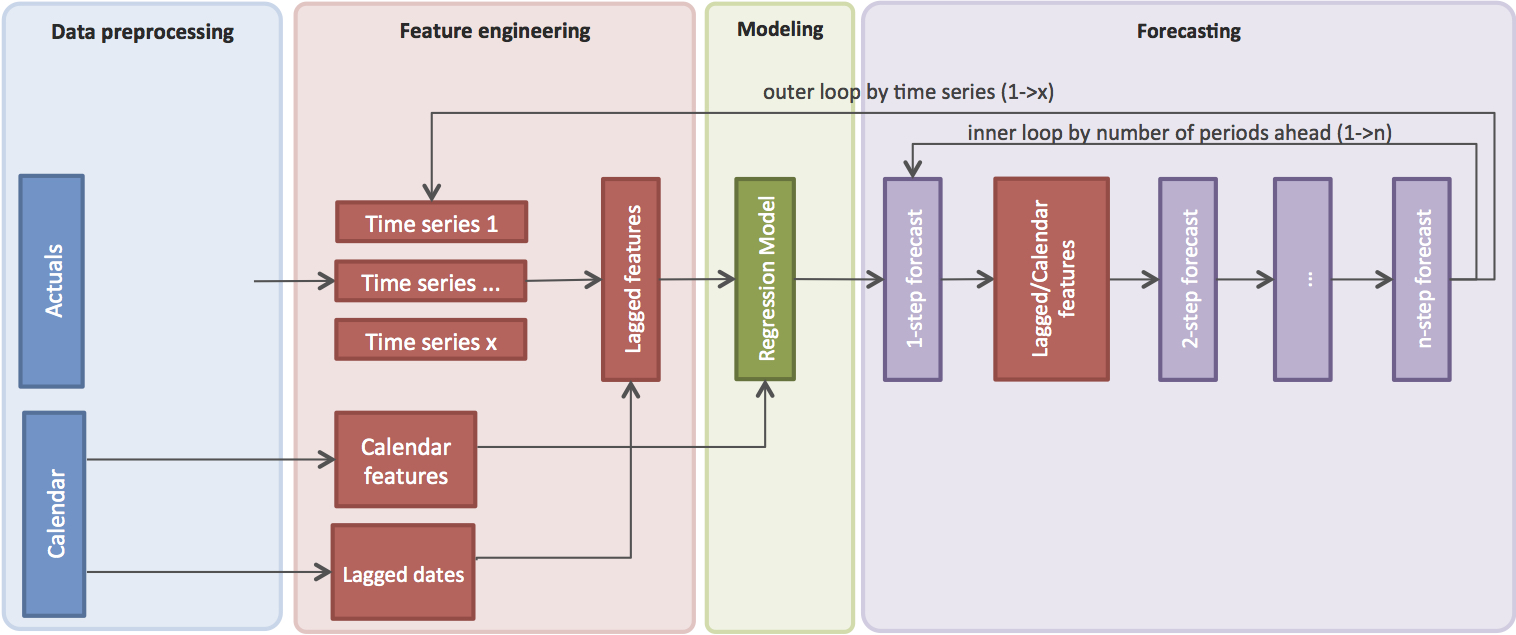 Data preprocessing
Feature engineering
Modeling
Forecasting
outer loop by time series (1->x)
inner loop by number of periods ahead (1->n)
Actuals
Time series 1
Time series ...
Time series x
Lagged features
Regression Model
1-step forecast
Lagged/Calendar
features
2-step forecast
...
n-step forecast
Calendar
Calendar
features
Lagged dates